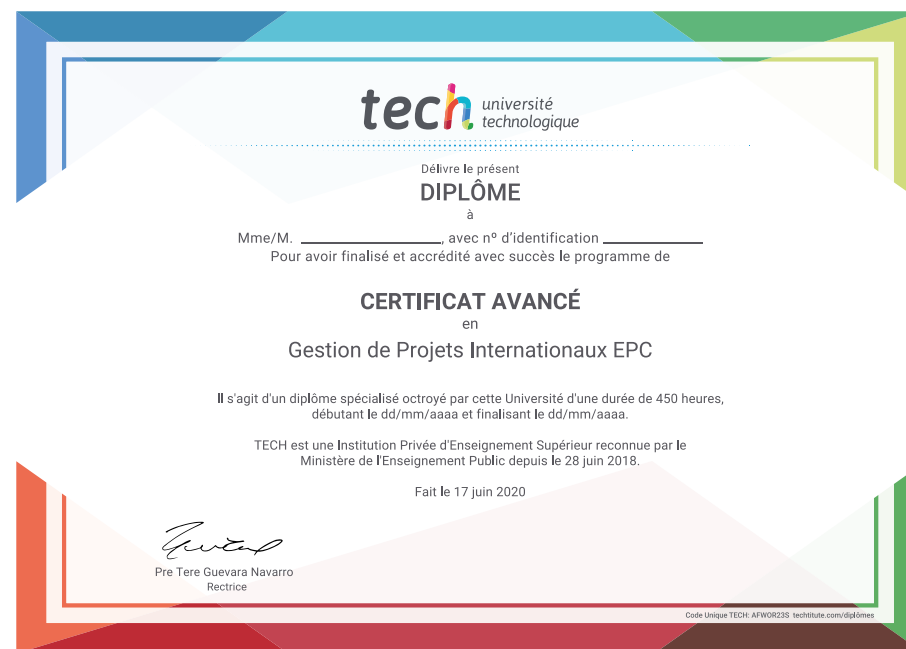 tech université
technologique
Délivre le présent
DIPLÔME
à
Mme/M. ____________________, avec nº d'identification ______________
Pour avoir finalisé et accrédité avec succès le programme de
CERTIFICAT AVANCÉ
en
Gestion de Projets Internationaux EPC
Il s'agit d'un diplôme spécialisé octroyé par cette Université d'une durée de 450 heures,
débutant le dd/mm/aaaa et finalisant le dd/mm/aaaa.
TECH est une Institution Privée d'Enseignement Supérieur reconnue par le
Ministère de l'Enseignement Public depuis le 28 juin 2018.
Fait le 17 juin 2020
Pre Tere Guevara Navarro
Rectrice
Code Unique TECH: AFWOR23S techtitute.com/diplômes